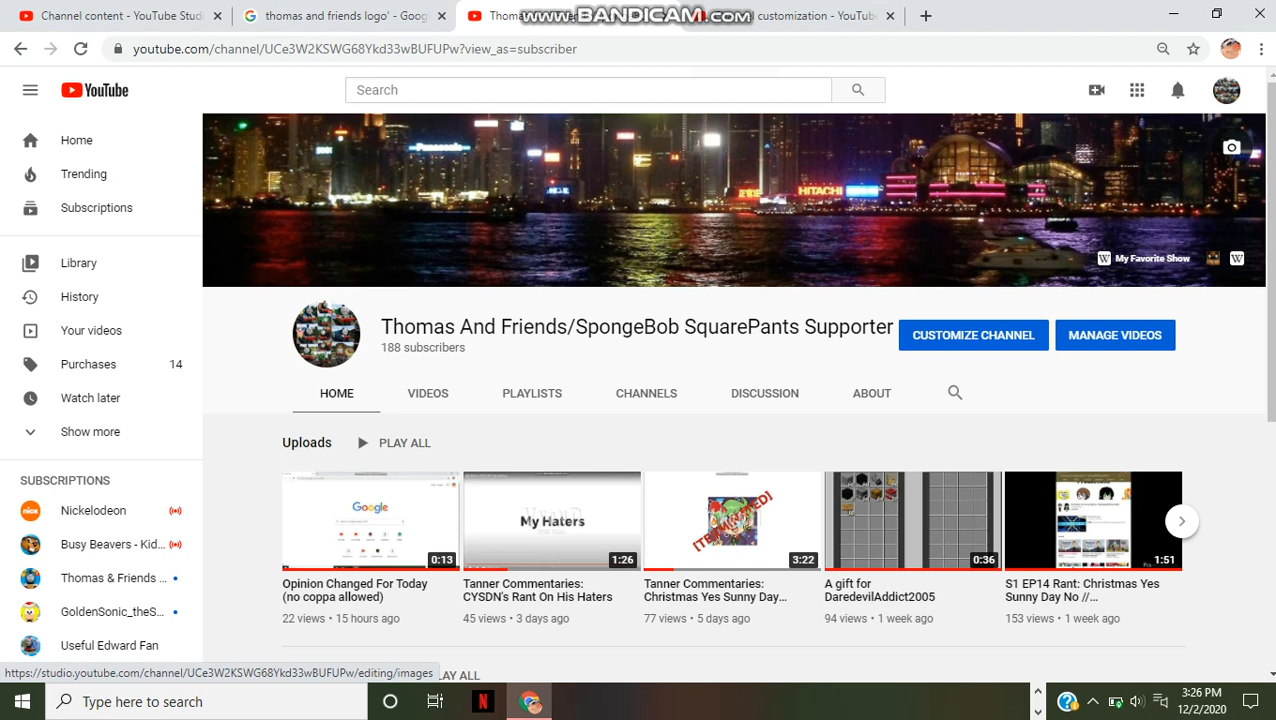 Channel content - YouTube Studi
thomas and friends logo' - Goog
Thoma
www.BANDICAM.com
customization - YouTube
youtube.com/channel/UCe3W2KSWG68Ykd33wBUFUPw?view_as=subscriber
YouTube
Search
Home
Trending
Subscriptions
Library
History
Your videos
Purchases 14
Watch later
Show more
SUBSCRIPTIONS
Nickelodeon
Busy Beavers - Kid...
Thomas & Friends ...
GoldenSonic_theS...
Useful Edward Fan
Panasonic
HITACHI
W My Favorite Show W
Thomas And Friends/SpongeBob SquarePants Supporter
188 subscribers
CUSTOMIZE CHANNEL
MANAGE VIDEOS
HOME VIDEOS PLAYLISTS CHANNELS DISCUSSION ABOUT
Uploads PLAY ALL
Google
0:13
My Haters
1:26
3:22
0:36
1:51
Opinion Changed For Today
(no coppa allowed)
22 views • 15 hours ago
Tanner Commentaries:
CYSDN's Rant On His Haters
45 views • 3 days ago
Tanner Commentaries:
Christmas Yes Sunny Day...
77 views • 5 days ago
A gift for
DaredevilAddict2005
94 views • 1 week ago
S1 EP14 Rant: Christmas Yes
Sunny Day No //...
153 views • 1 week ago
https://studio.youtube.com/channel/UCe3W2KSWG68Ykd33wBUFUPw/editing/images
AY ALL
Type here to search
N
3:26 PM
12/2/2020